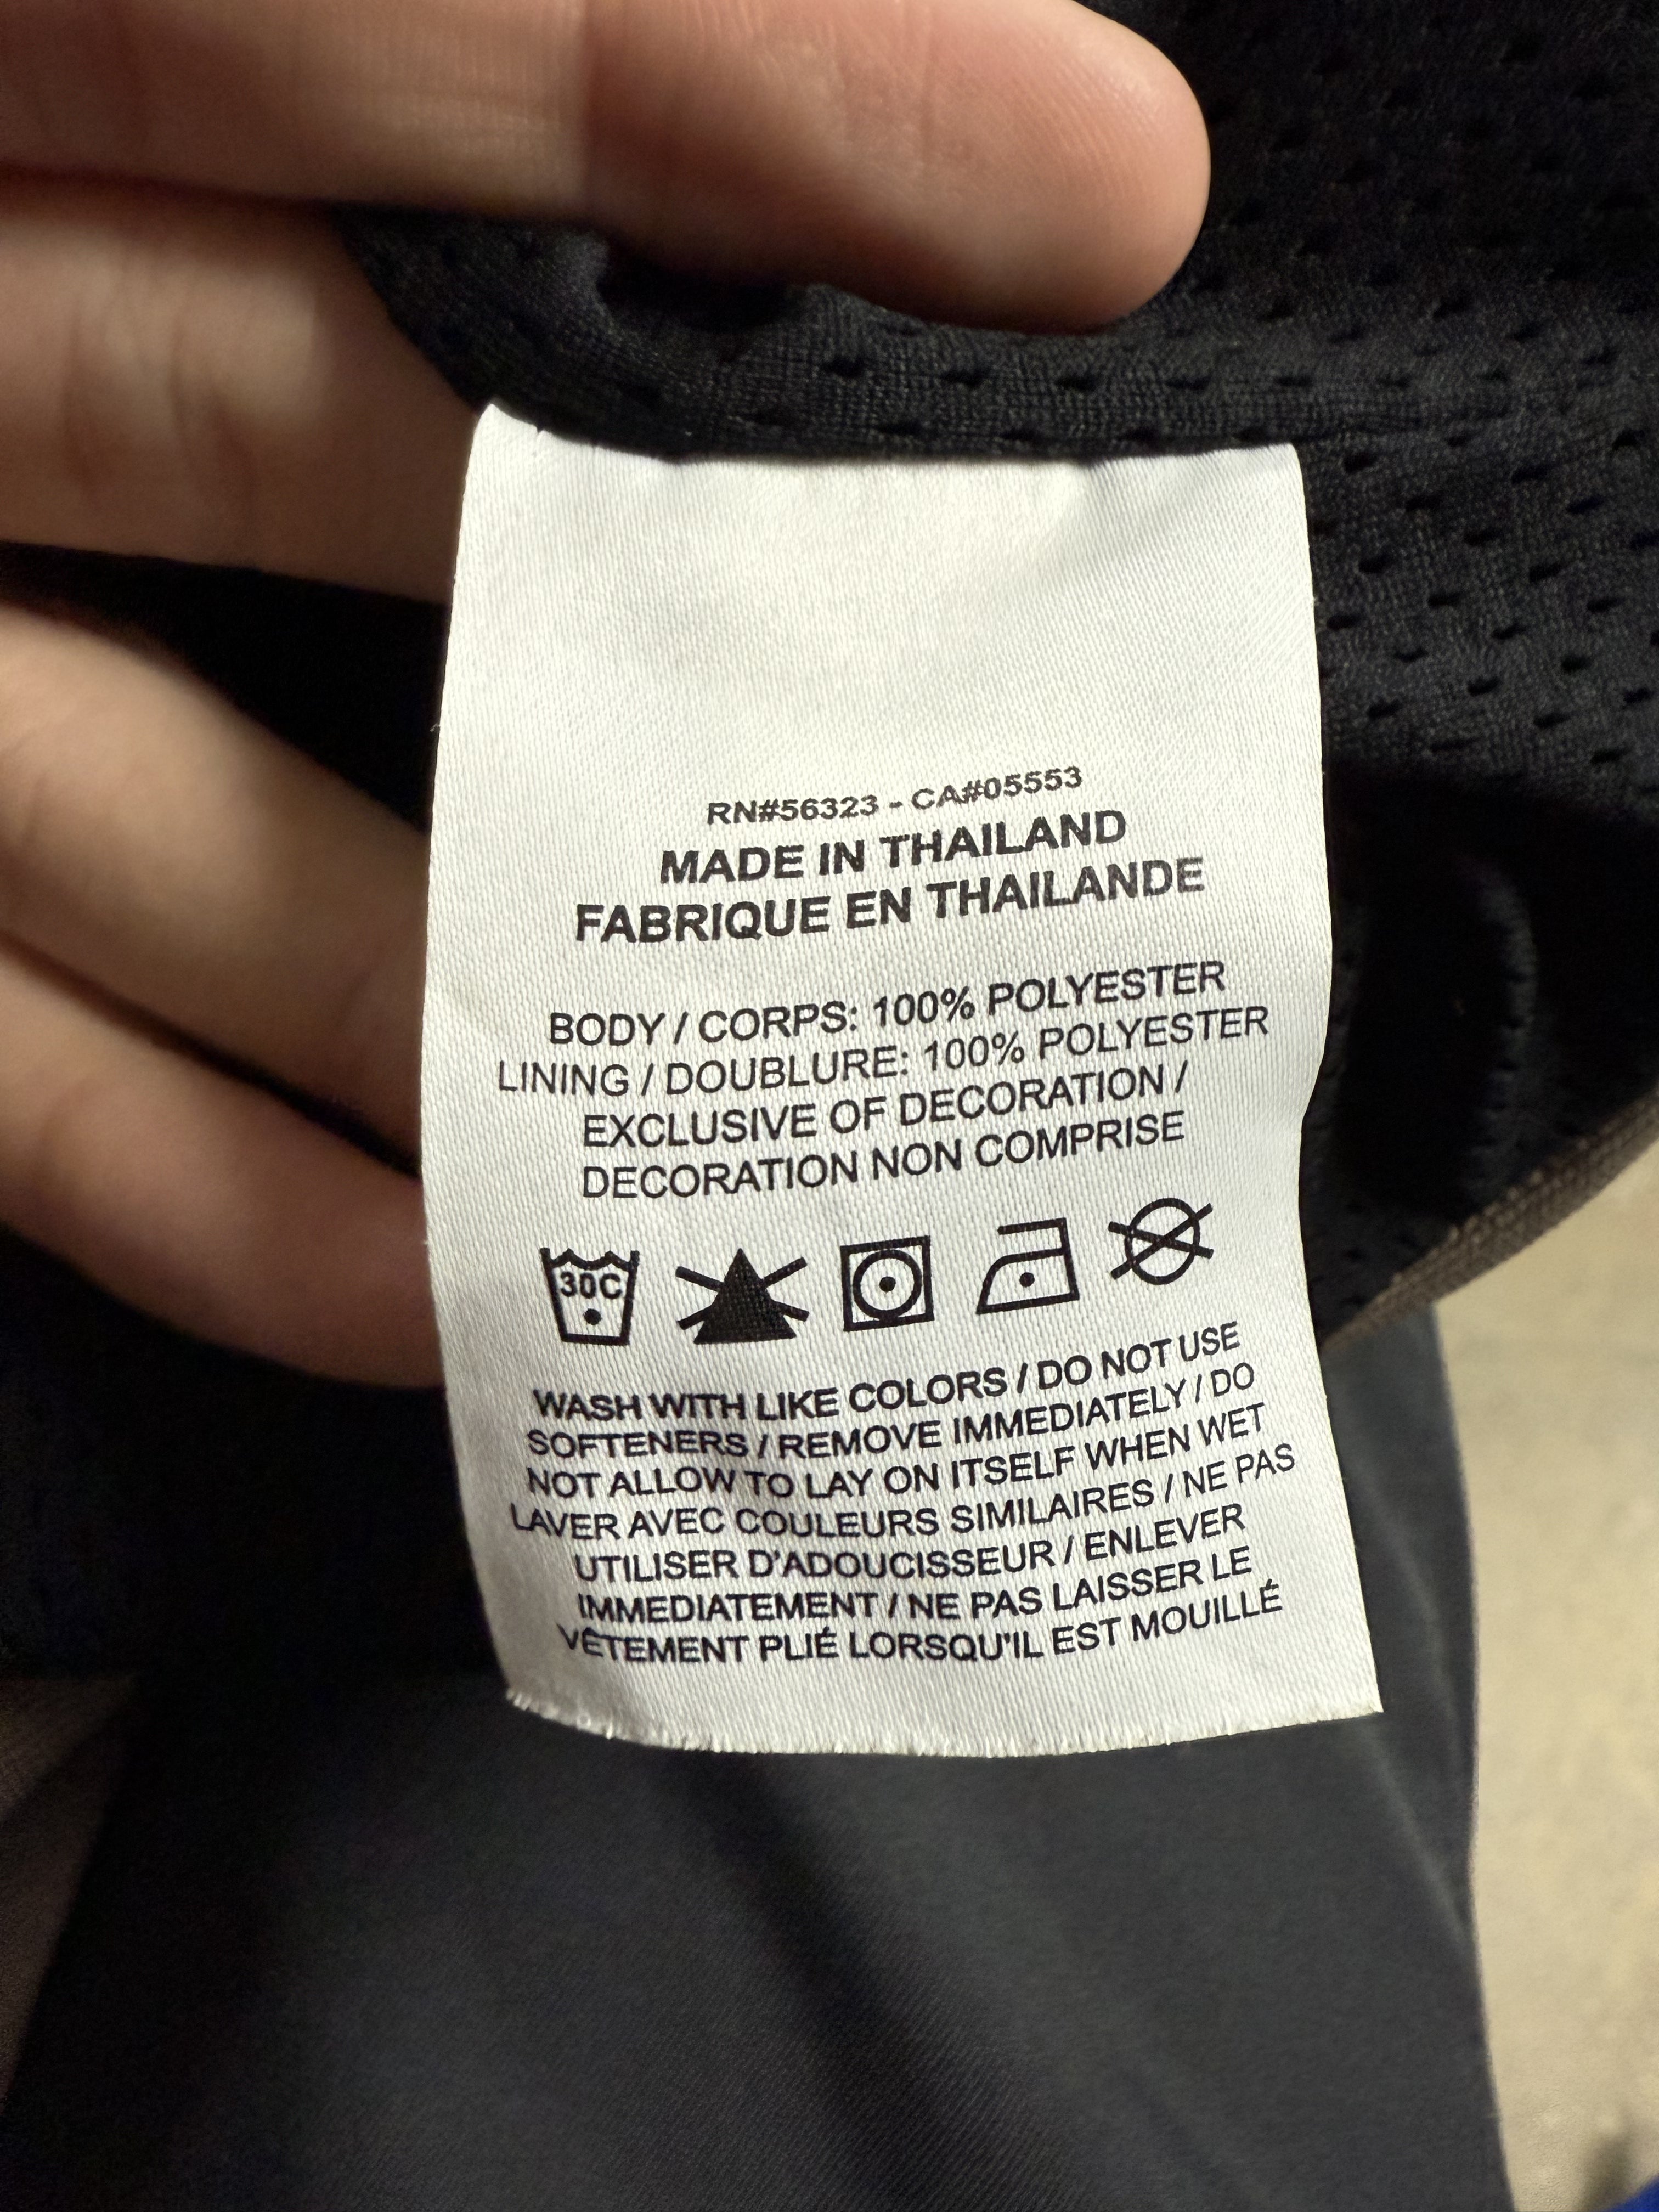 RN#56323 - CA#05553
MADE IN THAILAND
FABRIQUE EN THAILANDE
BODY / CORPS: 100% POLYESTER
LINING / DOUBLURE: 100% POLYESTER
EXCLUSIVE OF DECORATION /
DECORATION NON COMPRISE
30C
WASH WITH LIKE COLORS / DO NOT USE
SOFTENERS / REMOVE IMMEDIATELY / DO
NOT ALLOW TO LAY ON ITSELF WHEN WET
LAVER AVEC COULEURS SIMILAIRES / NE PAS
UTILISER D'ADOUCISSEUR / ENLEVER
IMMEDIATEMENT / NE PAS LAISSER LE
VÊTEMENT PLIÉ LORSQU'IL EST MOUILLÉ